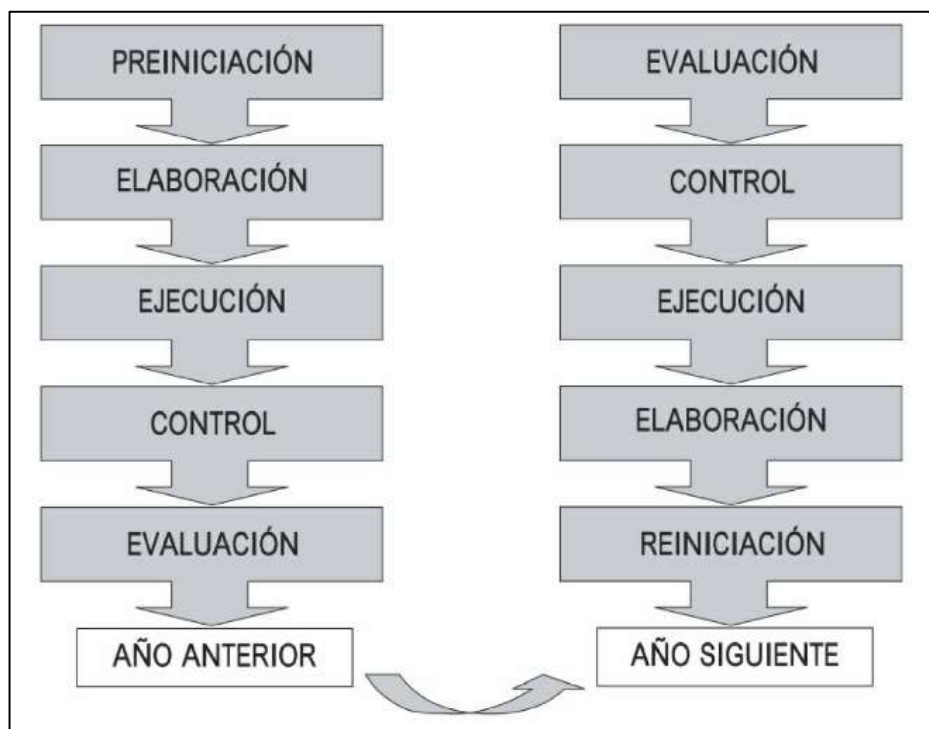 PREINICIACIÓN
ELABORACIÓN
EJECUCIÓN
CONTROL
EVALUACIÓN
AÑO ANTERIOR
EVALUACIÓN
CONTROL
EJECUCIÓN
ELABORACIÓN
REINICIACIÓN
AÑO SIGUIENTE